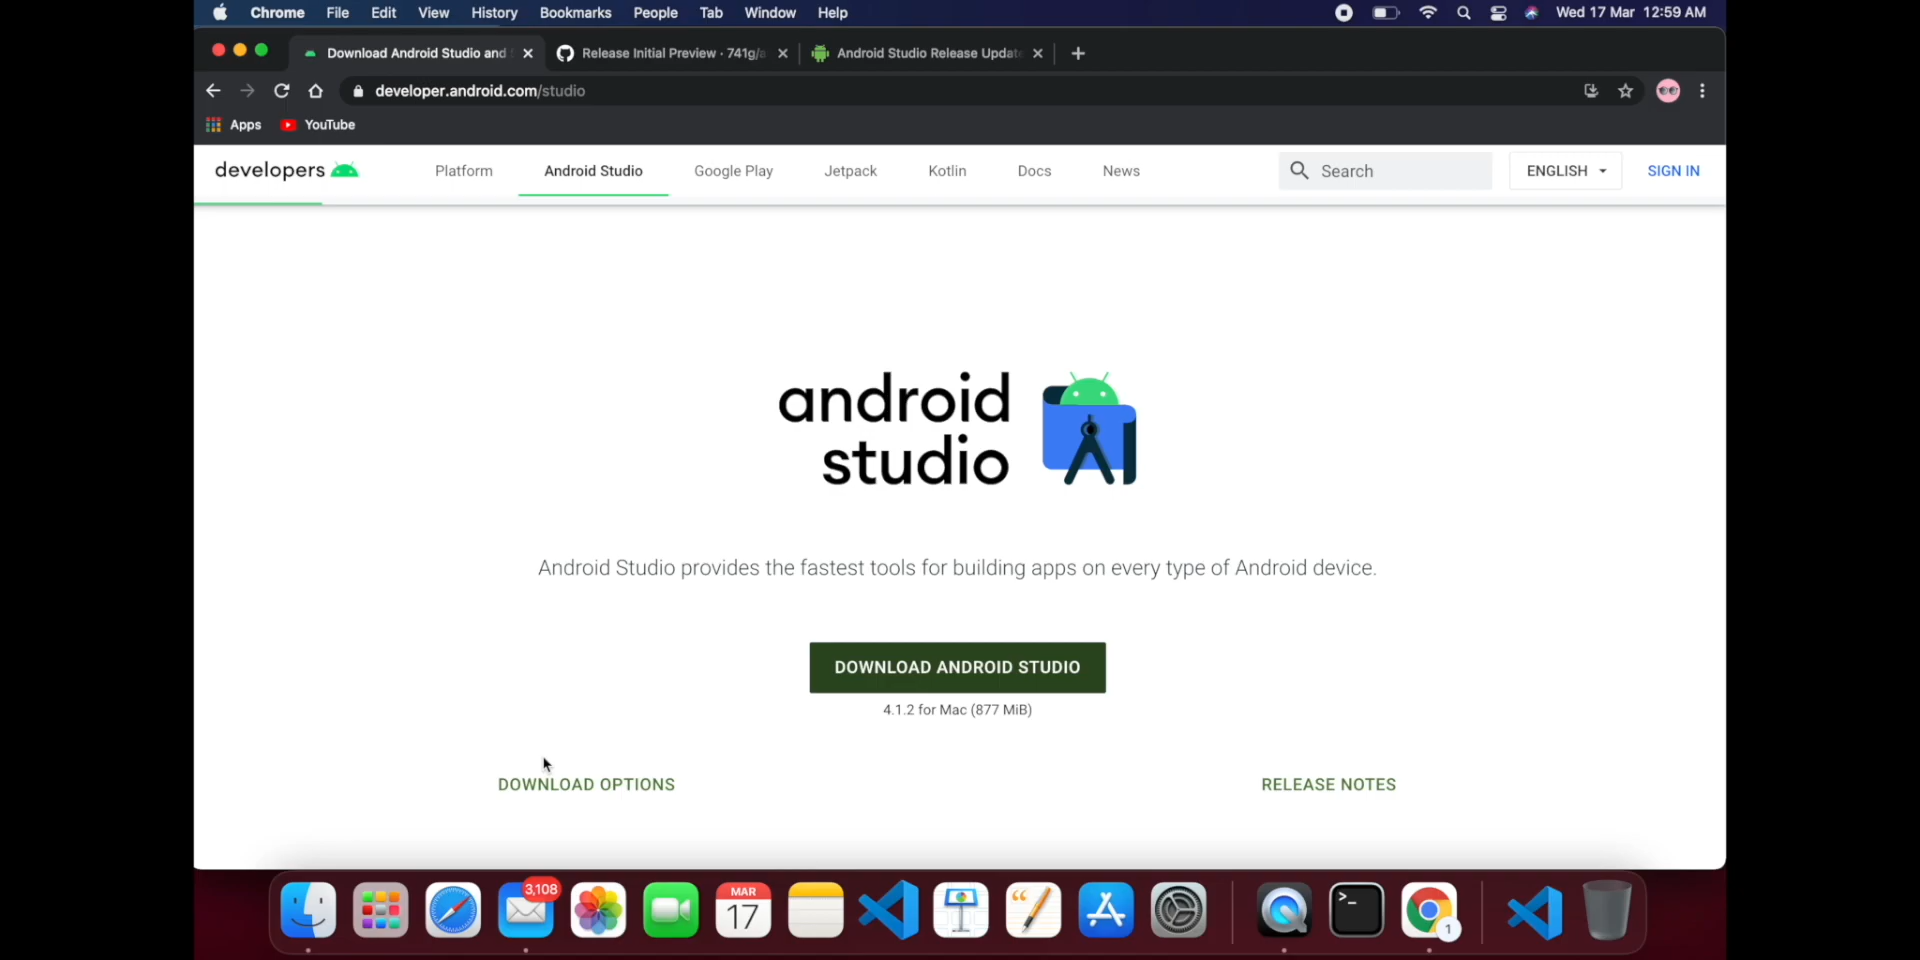 Chrome File Edit View History Bookmarks People Tab Window Help Wed 17 Mar 12:59 AM
Download Android Studio and Release Initial Preview · 741g/a Android Studio Release Updat
developer.android.com/studio
Apps YouTube
developers Platform Android Studio Google Play Jetpack Kotlin Docs News Search ENGLISH SIGN IN
android
studio
Android Studio provides the fastest tools for building apps on every type of Android device.
DOWNLOAD ANDROID STUDIO
4.1.2 for Mac (877 MiB)
DOWNLOAD OPTIONS RELEASE NOTES
3,108
MAR
17
1